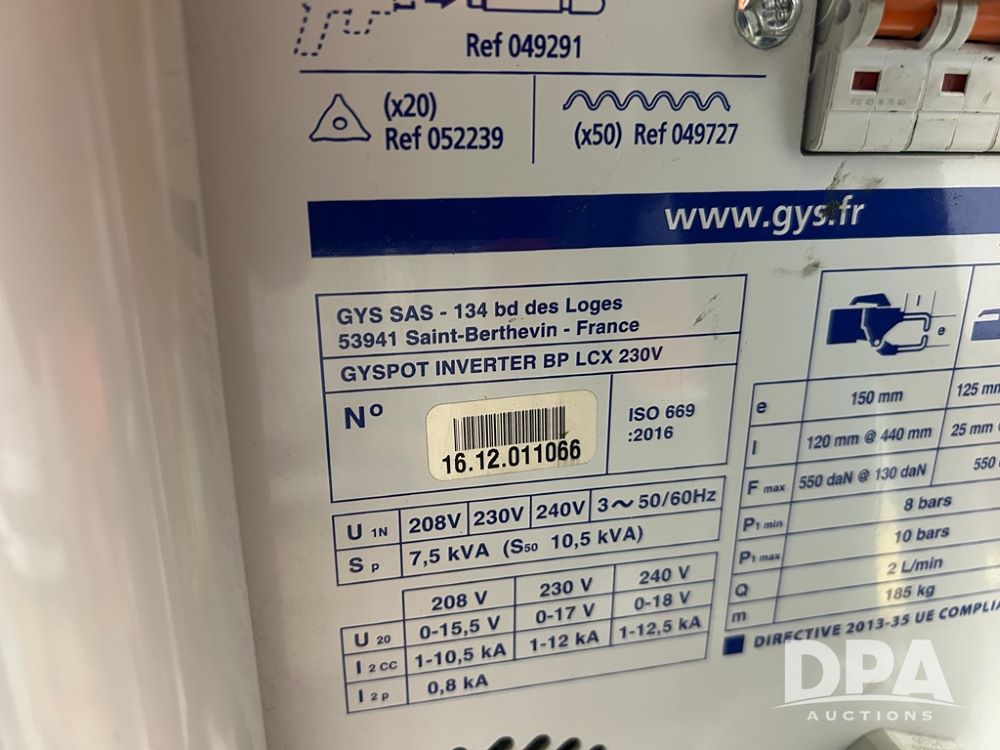 Ref 049291
(x20)
Ref 052239
(x50) Ref 049727
www.gys.fr
GYS SAS - 134 bd des Loges
53941 Saint-Berthevin - France
GYSPOT INVERTER BP LCX 230V
N°
16.12.011066
ISO 669
:2016
U 1N 208V 230V 240V 3~50/60Hz
S p 7,5 kVA (S50 10,5 kVA)
208 V 230 V 240 V
U 20 0-15,5 V 0-17 V 0-18 V
I 2 CC 1-10,5 kA 1-12 kA 1-12,5 kA
I 2 p 0,8 kA
l
e
e 150 mm 125 mm
l 120 mm @ 440 mm 25 mm
F max 550 daN @ 130 daN 550
P1 min 8 bars
P1 max 10 bars
Q 2 L/min
m 185 kg
DIRECTIVE 2013-35 UE COMPLIA
DPA
AUCTIONS